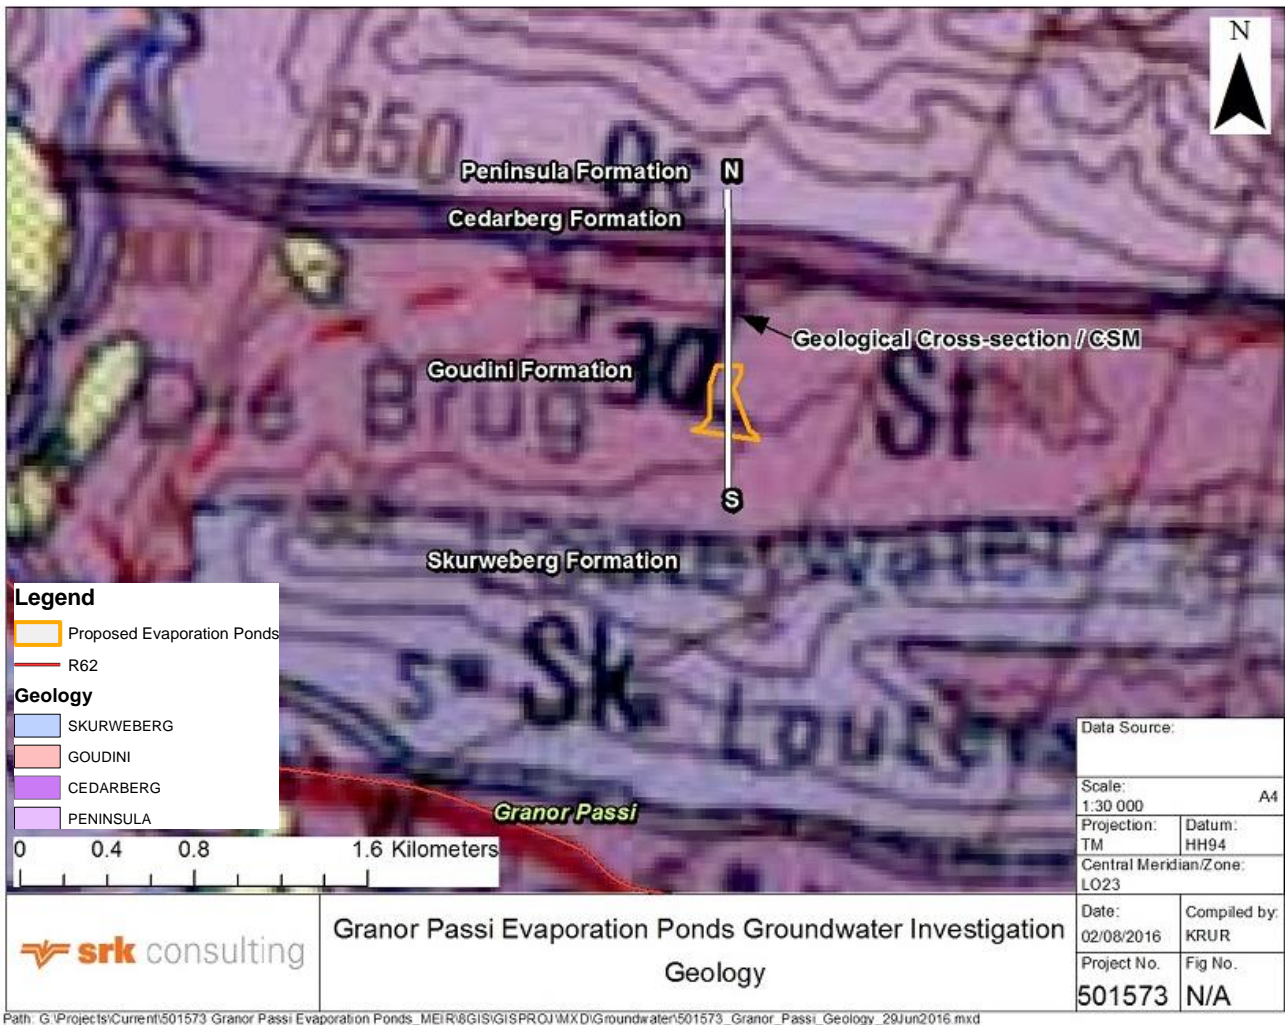 N
650
Oc
Peninsula Formation
N
Cedarberg Formation
Geological Cross-section / CSM
30
Goudini Formation
Die Brug
St
S
Skurweberg Formation
Sk
Legend
Proposed Evaporation Ponds
R62
Geology
SKURWEBERG
GOUDINI
CEDARBERG
PENINSULA
Granor Passi
0 0.4 0.8 1.6 Kilometers
Data Source:
Scale:
1:30 000 A4
Projection: Datum:
TM HH94
Central Meridian/Zone:
LO23
Date: Compiled by:
02/08/2016 KRUR
Project No. Fig No.
501573 N/A
srk consulting
Granor Passi Evaporation Ponds Groundwater Investigation
Geology
Path: G:\Projects\Current\501573 Granor Passi Evaporation Ponds_MEIR\8GIS\GISPROJ\MXD\Groundwater\501573_Granor_Passi_Geology_29Jun2016.mxd